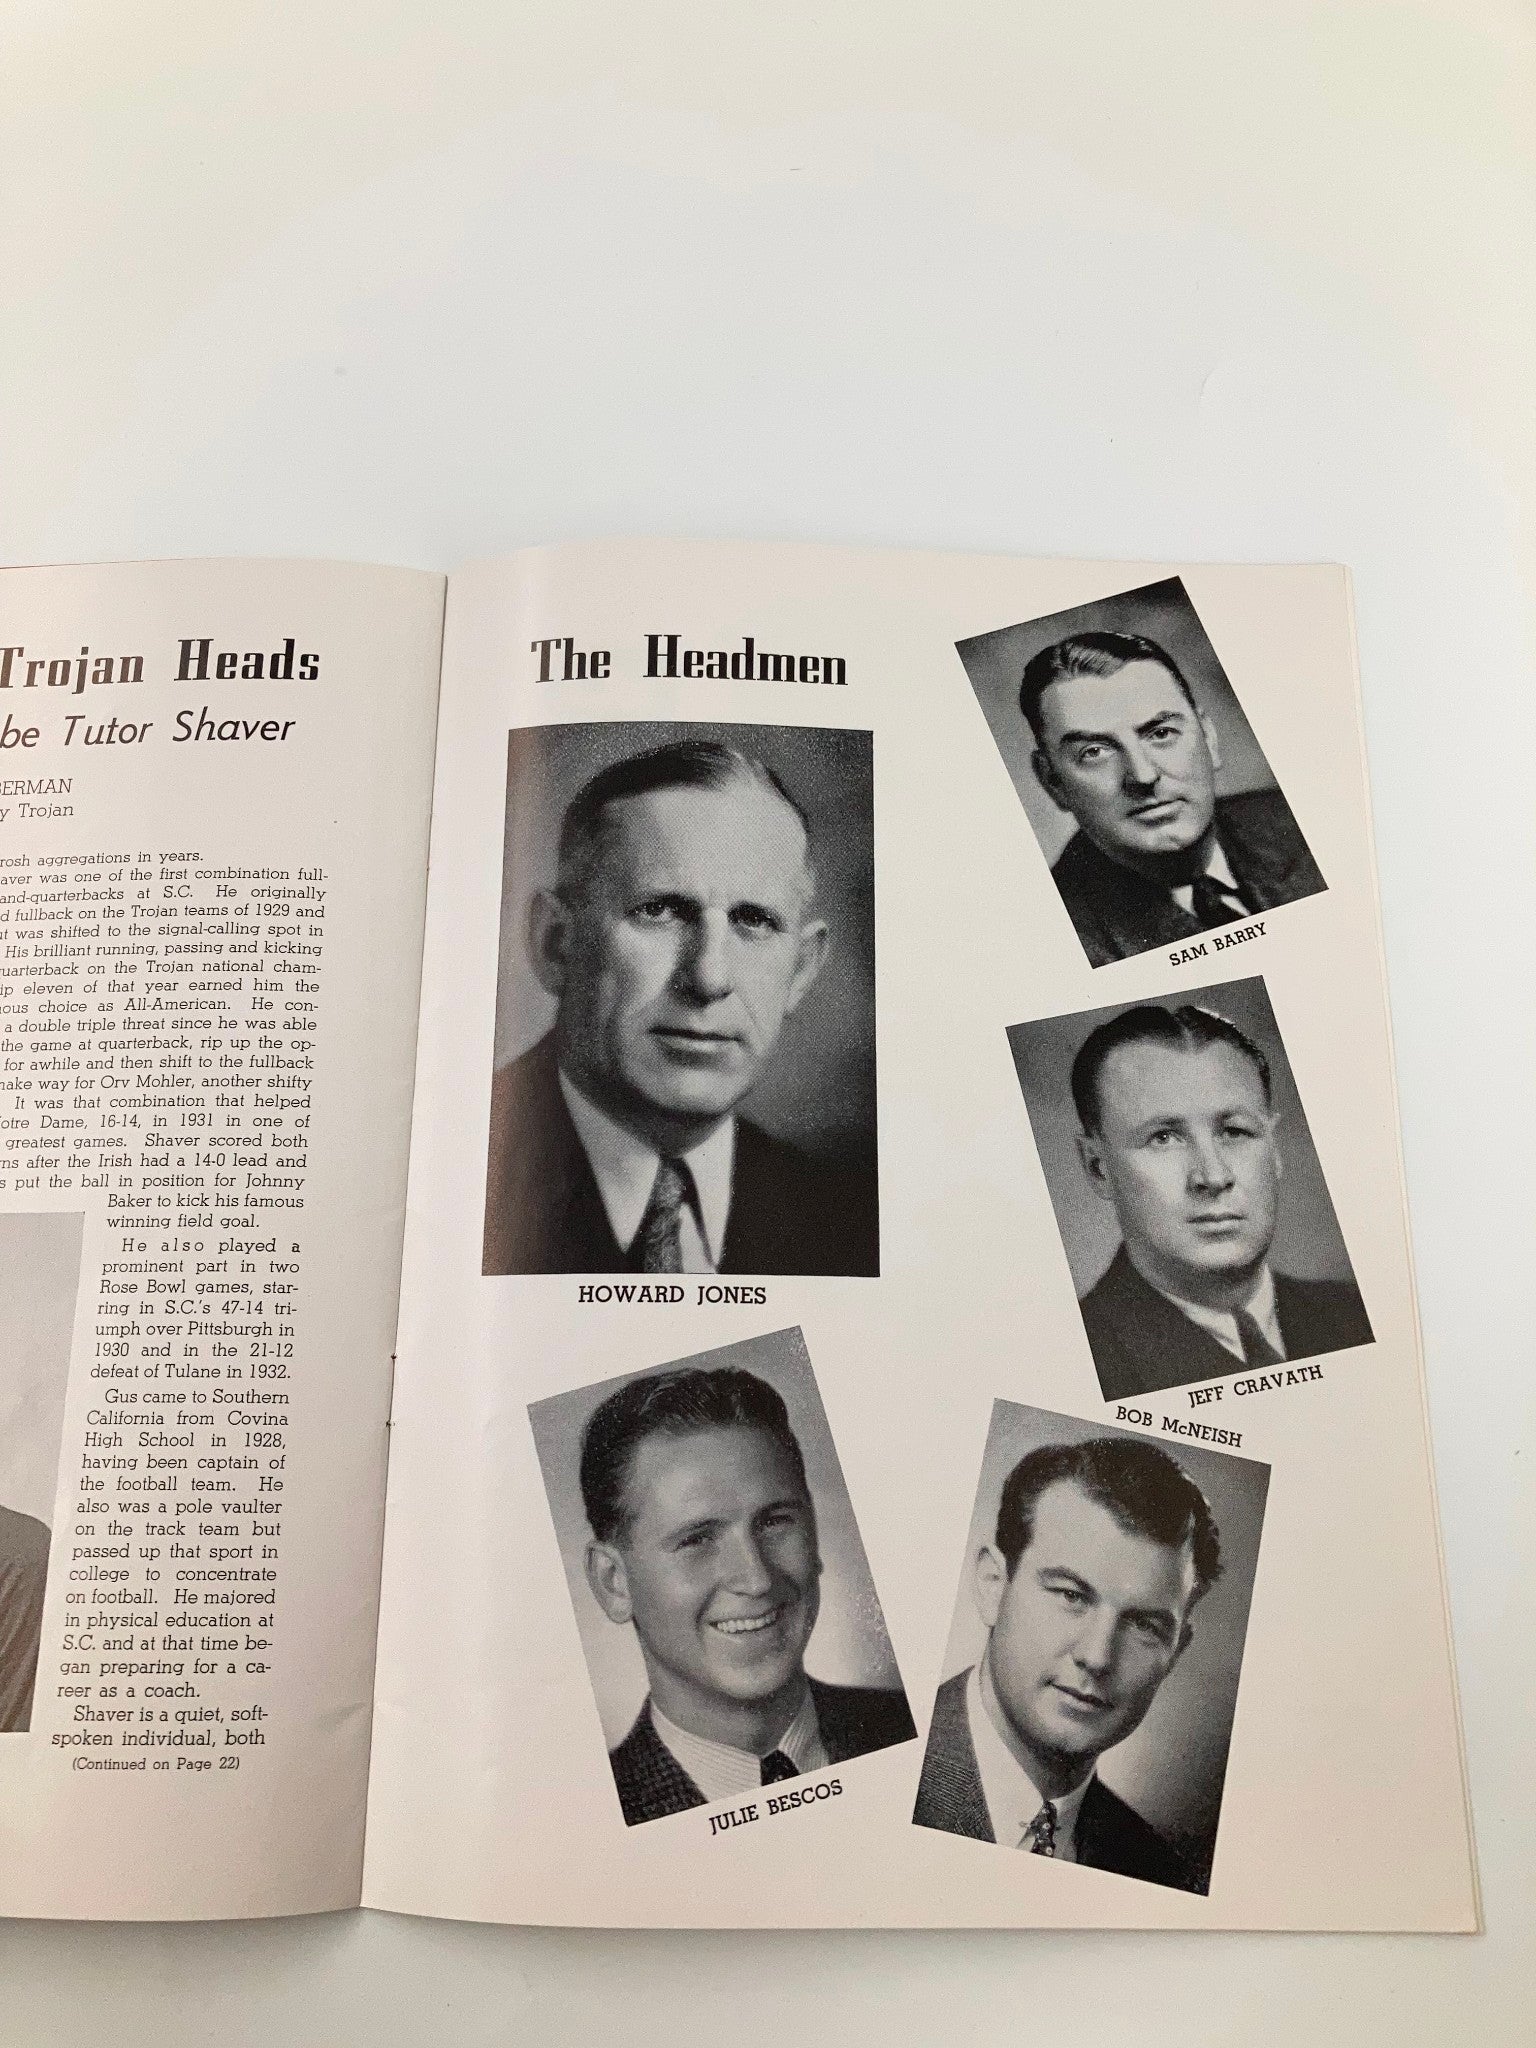 Trojan Heads
be Tutor Shaver
BERMAN
y Trojan
rosh aggregations in years.
aver was one of the first combination full-
and-quarterbacks at S.C. He originally
d fullback on the Trojan teams of 1929 and
ut was shifted to the signal-calling spot in
His brilliant running, passing and kicking
uarterback on the Trojan national cham-
ip eleven of that year earned him the
nous choice as All-American. He con-
a double triple threat since he was able
the game at quarterback, rip up the op-
for awhile and then shift to the fullback
make way for Orv Mohler, another shifty
It was that combination that helped
Notre Dame, 16-14, in 1931 in one of
greatest games. Shaver scored both
ns after the Irish had a 14-0 lead and
s put the ball in position for Johnny
Baker to kick his famous
winning field goal.
He also played a
prominent part in two
Rose Bowl games, star-
ring in S.C.'s 47-14 tri-
umph over Pittsburgh in
1930 and in the 21-12
defeat of Tulane in 1932.
Gus came to Southern
California from Covina
High School in 1928,
having been captain of
the football team. He
also was a pole vaulter
on the track team but
passed up that sport in
college to concentrate
on football. He majored
in physical education at
S.C. and at that time be-
gan preparing for a ca-
reer as a coach.
Shaver is a quiet, soft-
spoken individual, both
(Continued on Page 22)
The Headmen
SAM BARRY
HOWARD JONES
JEFF CRAVATH
BOB McNEISH
JULIE BESCOS